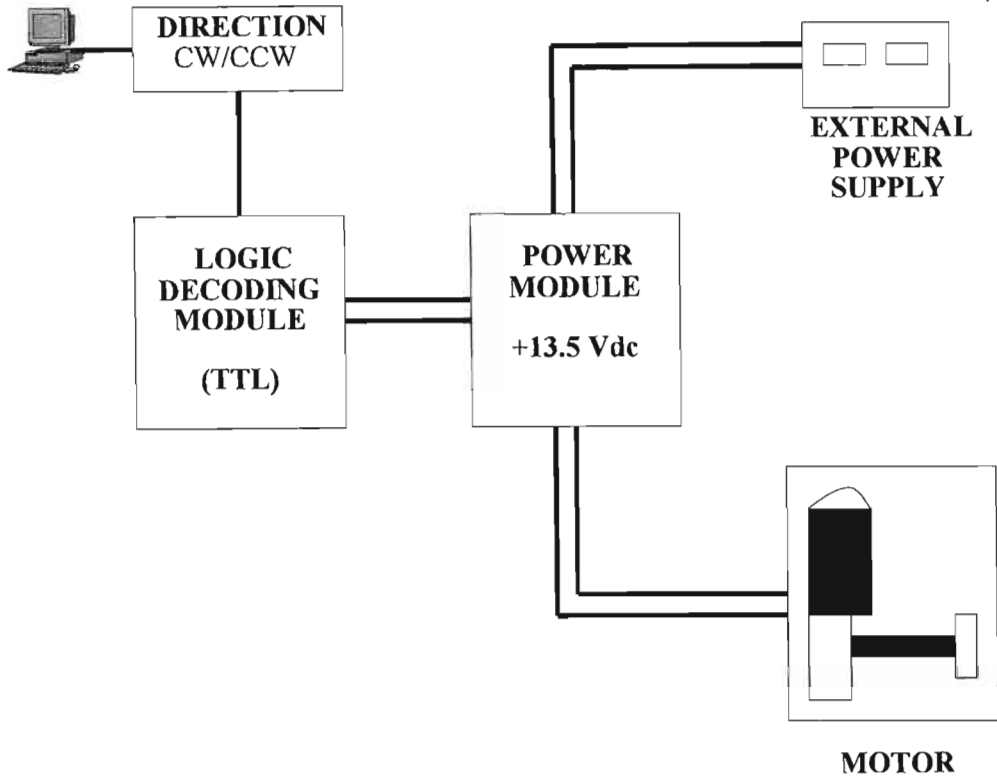 DIRECTION
CW/CCW
EXTERNAL
POWER
SUPPLY
LOGIC
DECODING
MODULE
(TTL)
POWER
MODULE
+13.5 Vdc
MOTOR